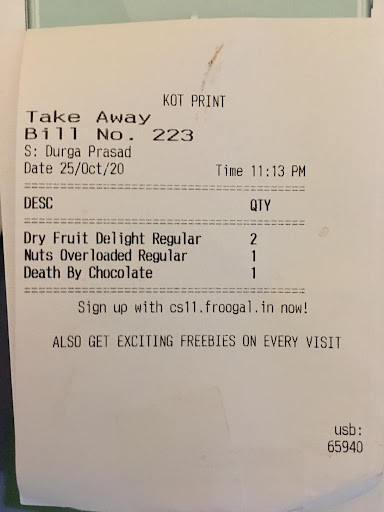 KOT PRINT
Take Away
Bill No. 223
S: Durga Prasad
Date 25/Oct/20 Time 11:13 PM
DESC QTY
Dry Fruit Delight Regular 2
Nuts Overloaded Regular 1
Death By Chocolate 1
Sign up with cs11.froogal.in now!
ALSO GET EXCITING FREEBIES ON EVERY VISIT
usb:
65940